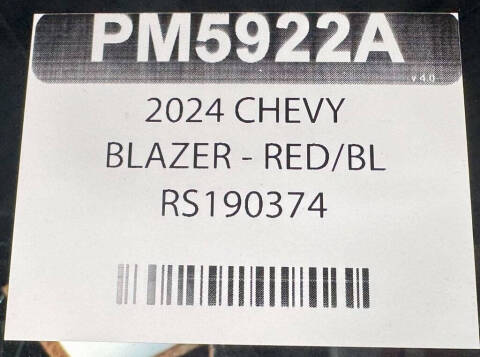 PM5922A
v 4.0
2024 CHEVY
BLAZER - RED/BL
RS190374